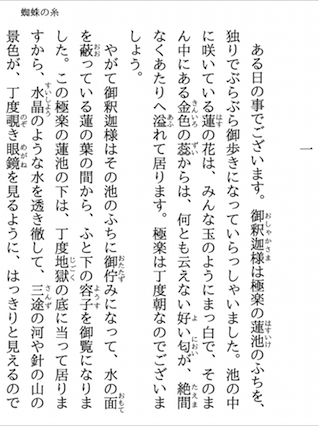 蜘蛛の糸
一
ある日の事でございます。御釈迦様は極楽の蓮池のふちを、
独りでぶらぶら御歩きになっていらっしゃいました。池の中
に咲いている蓮の花は、みんな玉のようにまっ白で、そのま
ん中にある金色の蕊からは、何とも云えない好い匂が、絶間
なくあたりへ溢れて居ります。極楽は丁度朝なのでございま
しょう。
やがて御釈迦様はその池のふちに御佇みになって、水の面
を蔽っている蓮の葉の間から、ふと下の容子を御覧になりま
した。この極楽の蓮池の下は、丁度地獄の底に当って居りま
すから、水晶のような水を透き徹して、三途の河や針の山の
景色が、丁度覗き眼鏡を見るように、はっきりと見えるので